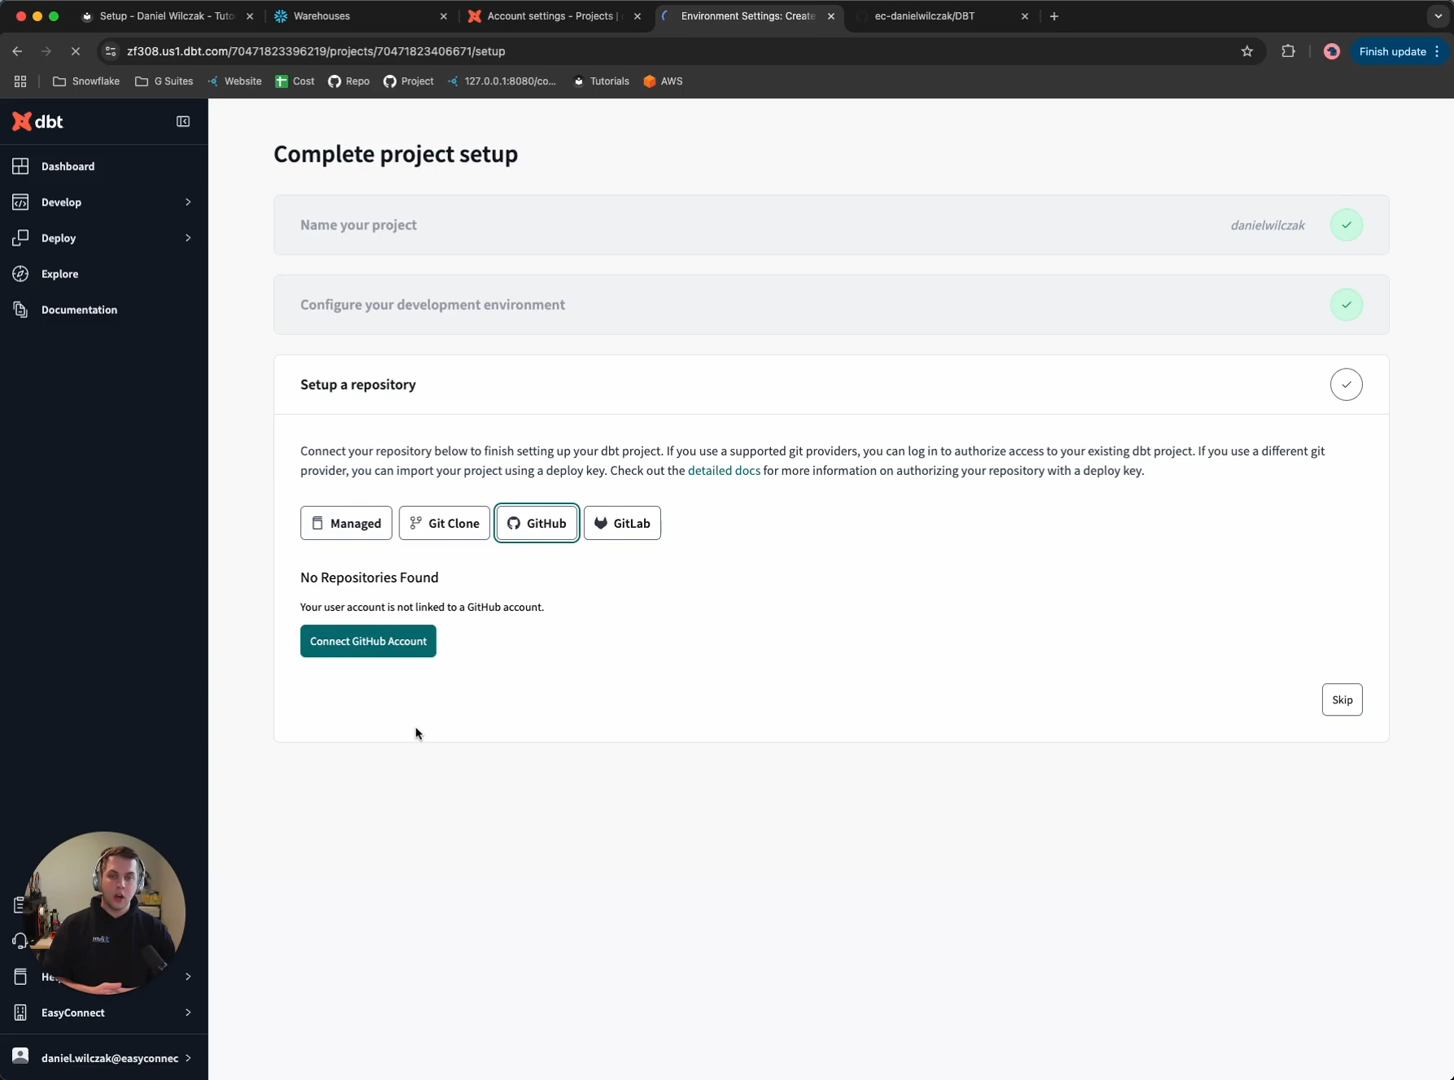 Setup - Daniel Wilczak - Tuto
Warehouses
Account settings - Projects |
Environment Settings: Create
ec-danielwilczak/DBT
zf308.us1.dbt.com/70471823396219/projects/70471823406671/setup
Finish update
Snowflake
G Suites
Website
Cost
Repo
Project
127.0.0.1:8080/co...
Tutorials
AWS
dbt
Dashboard
Develop
Deploy
Explore
Documentation
EasyConnect
daniel.wilczak@easyconnec
Complete project setup
Name your project
danielwilczak
Configure your development environment
Setup a repository
Connect your repository below to finish setting up your dbt project. If you use a supported git providers, you can log in to authorize access to your existing dbt project. If you use a different git
provider, you can import your project using a deploy key. Check out the detailed docs for more information on authorizing your repository with a deploy key.
Managed
Git Clone
GitHub
GitLab
No Repositories Found
Your user account is not linked to a GitHub account.
Connect GitHub Account
Skip